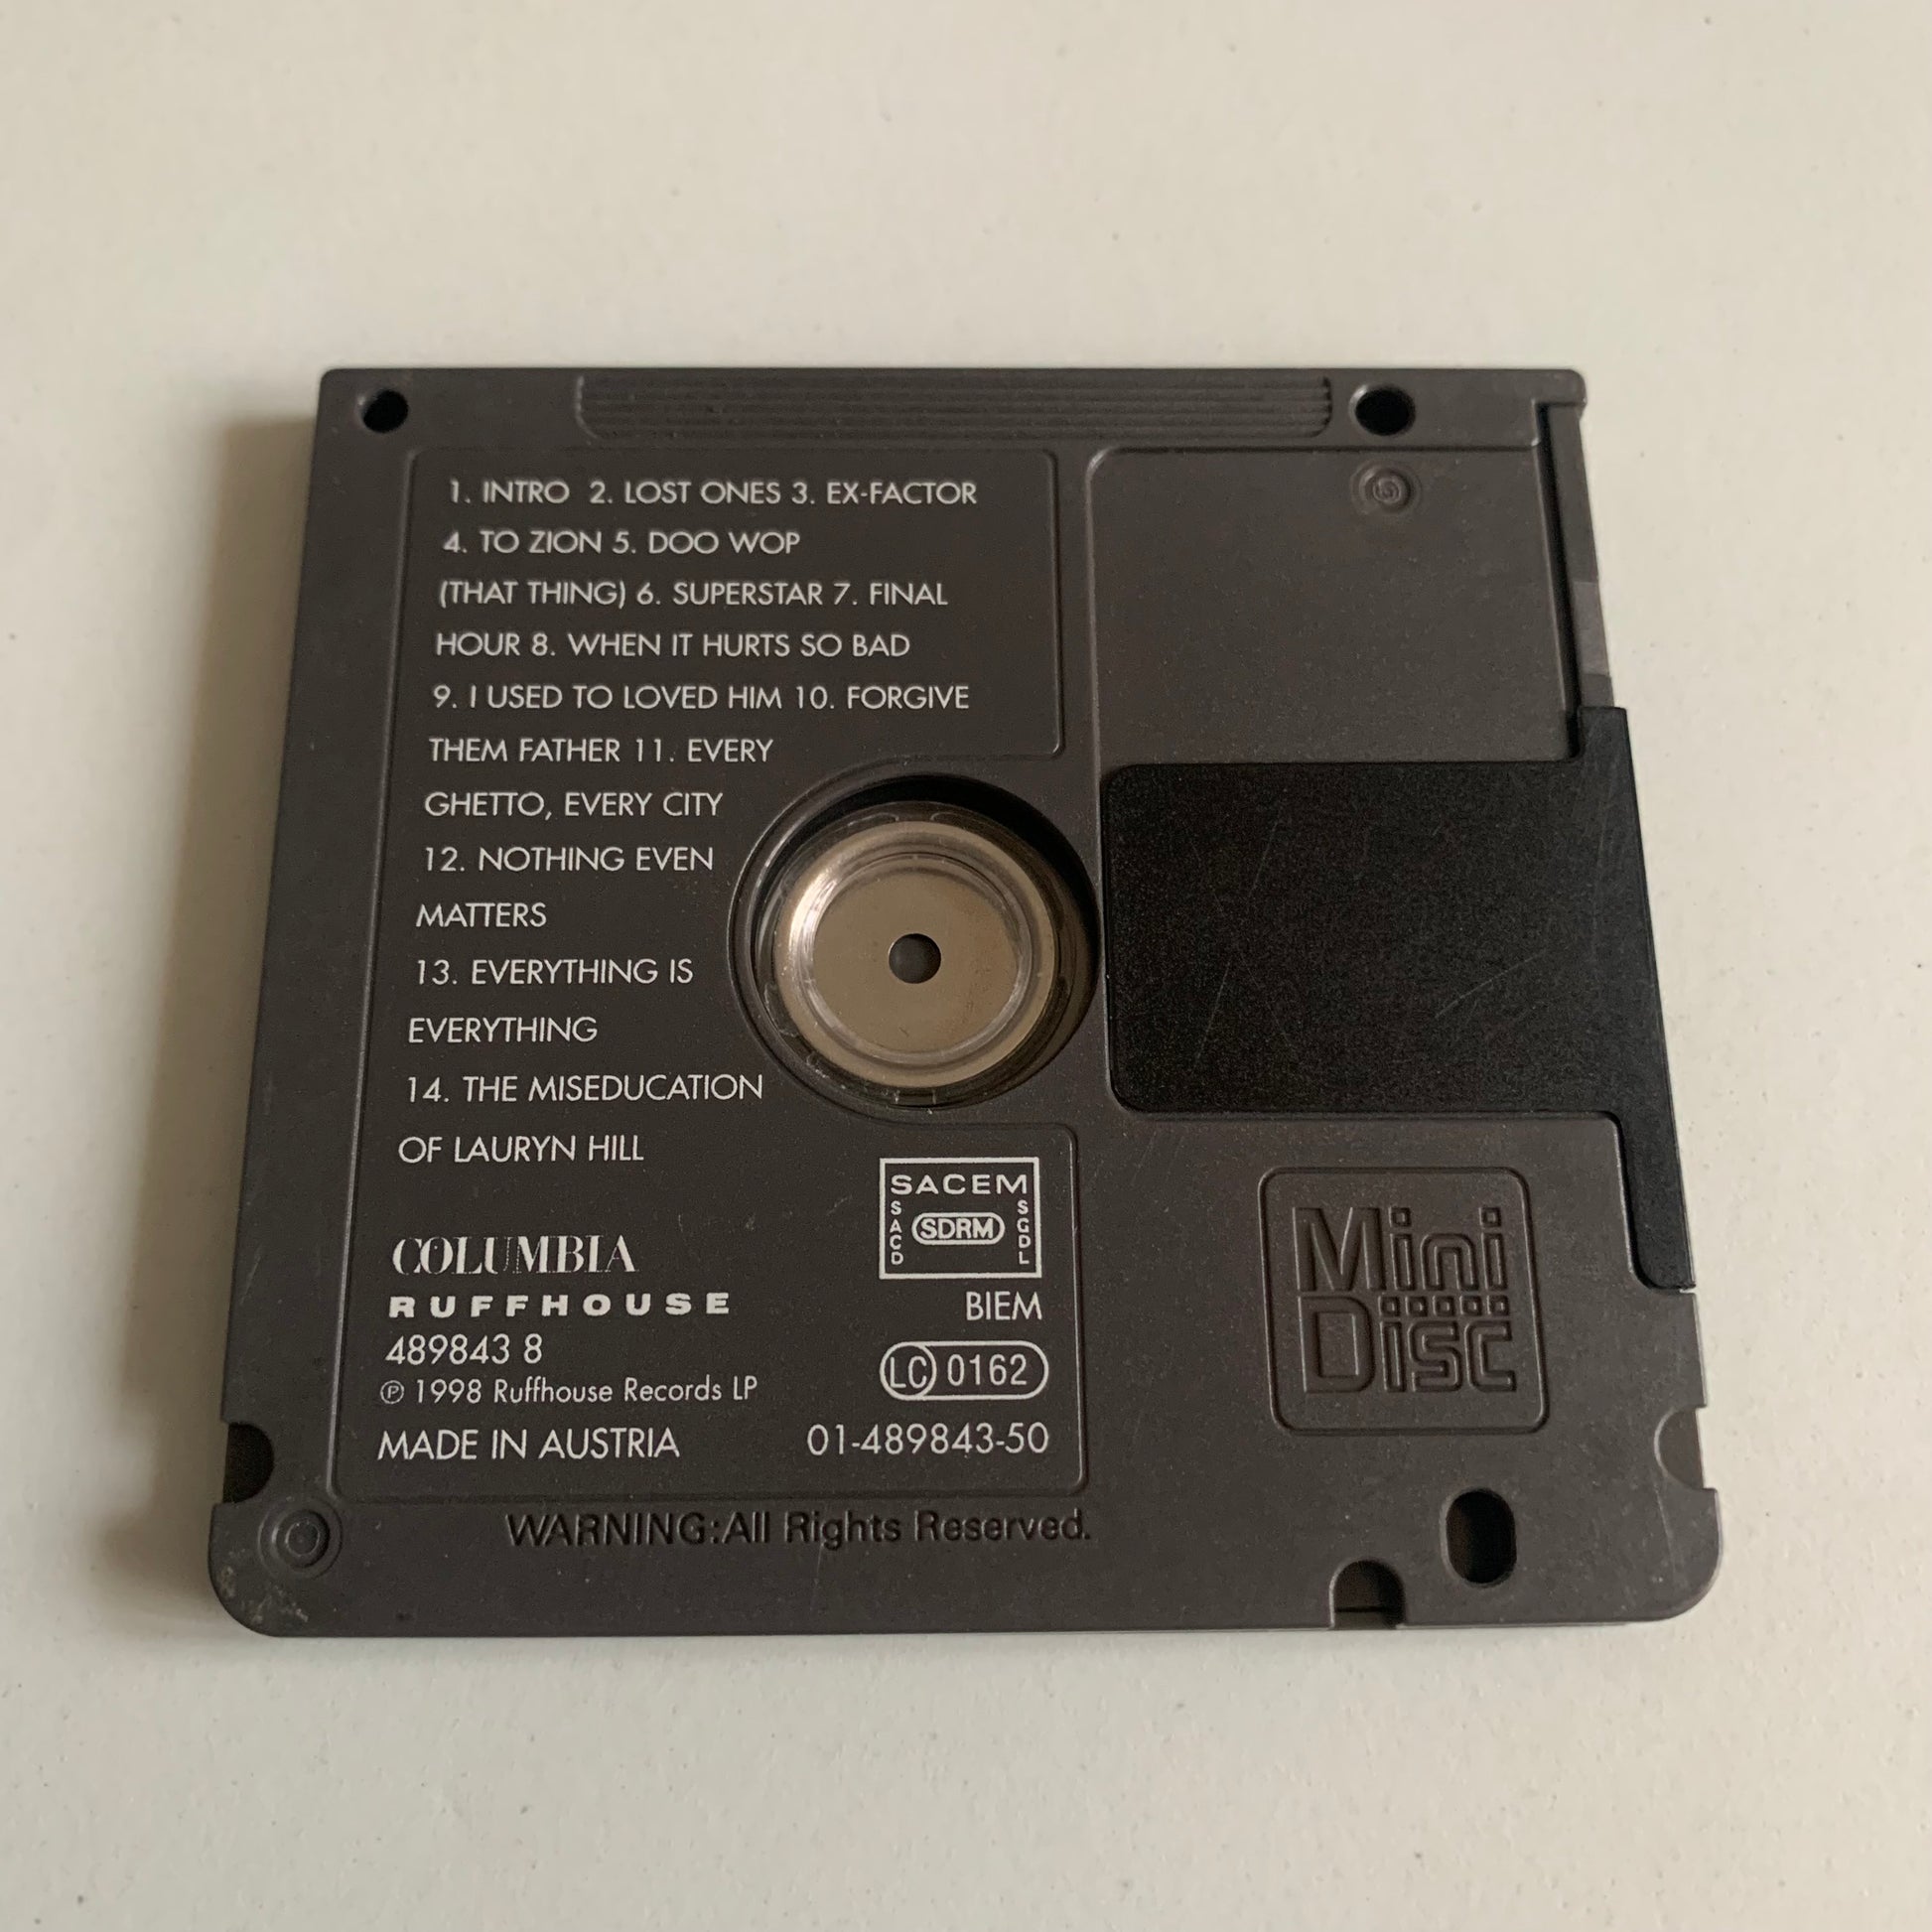 1. INTRO 2. LOST ONES 3. EX-FACTOR
4. TO ZION 5. DOO WOP
(THAT THING) 6. SUPERSTAR 7. FINAL
HOUR 8. WHEN IT HURTS SO BAD
9. I USED TO LOVED HIM 10. FORGIVE
THEM FATHER 11. EVERY
GHETTO, EVERY CITY
12. NOTHING EVEN
MATTERS
13. EVERYTHING IS
EVERYTHING
14. THE MISEDUCATION
OF LAURYN HILL
SACEM
SACD
SDRM
SGDL
COLUMBIA
RUFFHOUSE
BIEM
489843 8
LC 0162
℗ 1998 Ruffhouse Records LP
MADE IN AUSTRIA
01-489843-50
WARNING:All Rights Reserved.
Mini
Disc